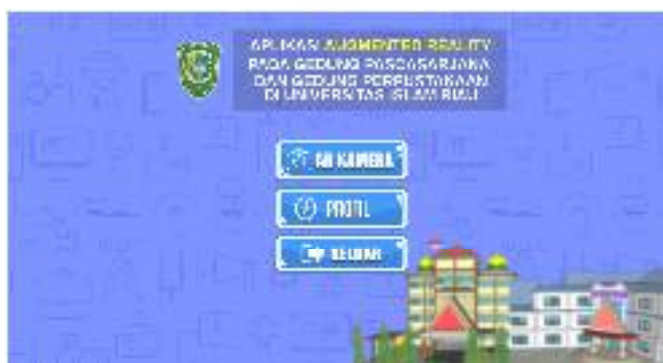 APLIKASI AUGMENTED REALITY
PADA GEDUNG PASCASARJANA
DAN GEDUNG PERPUSTAKAAN
DI UNIVERSITAS ISLAM RIAU
AR KAMERA
PROFIL
KELUAR